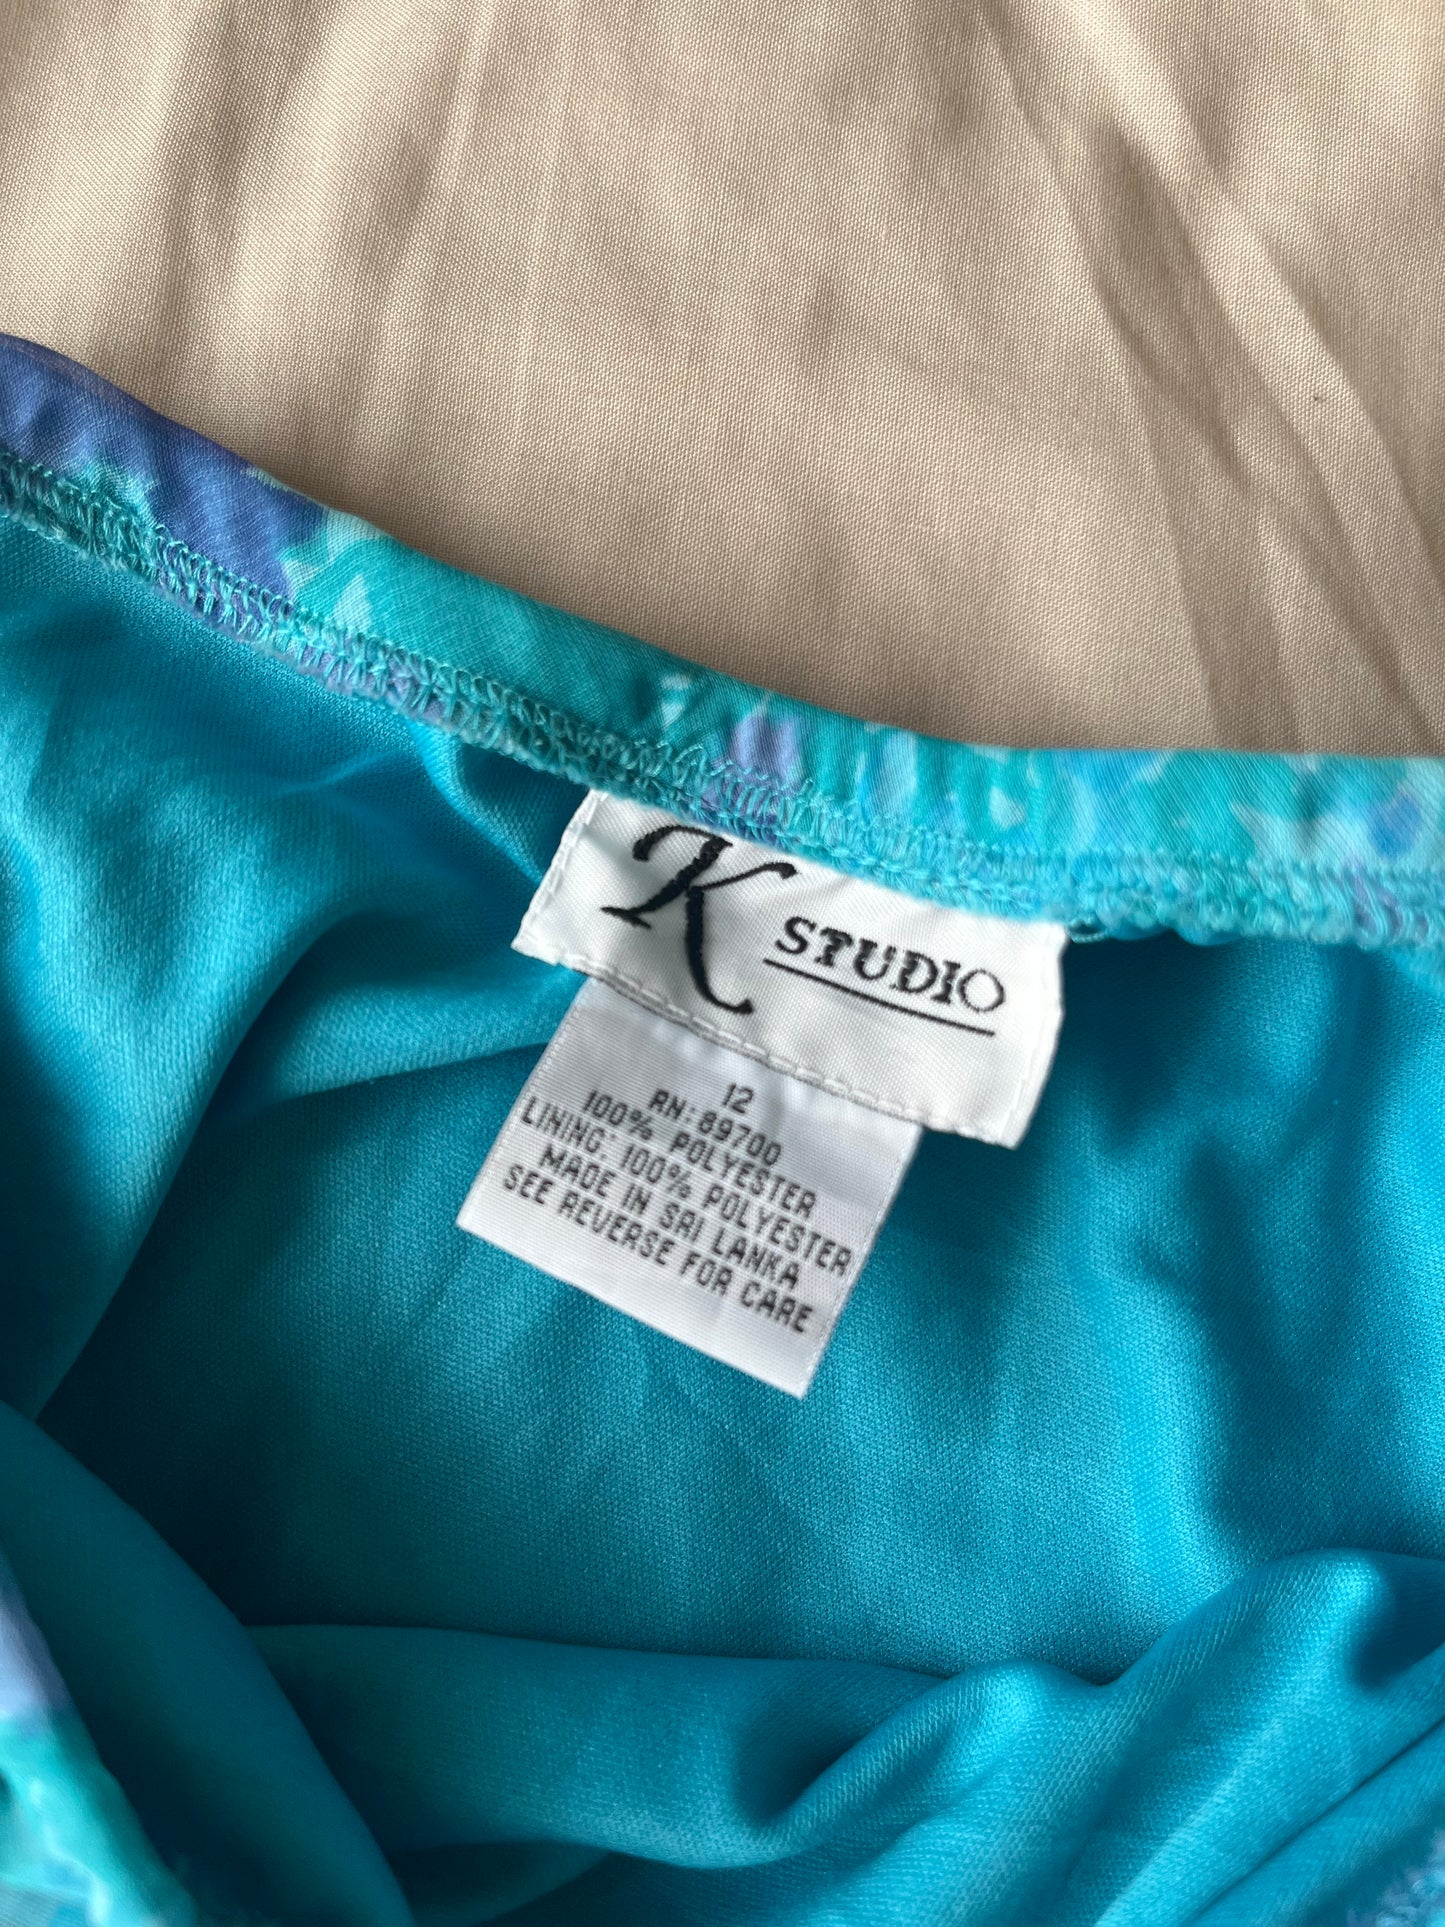 K STUDIO
12
RN: 89700
100% POLYESTER
LINING: 100% POLYESTER
MADE IN SRI LANKA
SEE REVERSE FOR CARE